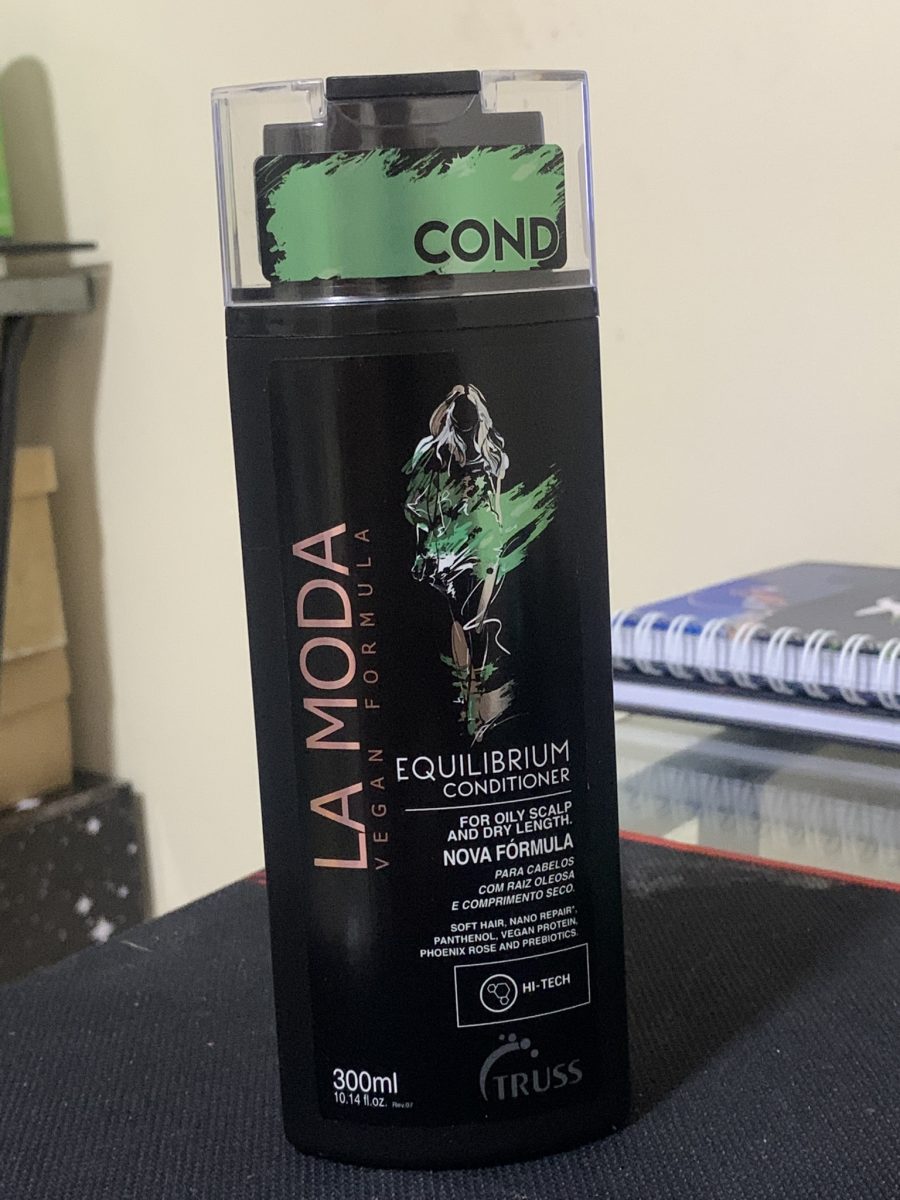 COND
LA MODA
VEGAN FORMULA
EQUILIBRIUM
CONDITIONER
FOR OILY SCALP
AND DRY LENGTH.
NOVA FÓRMULA
PARA CABELOS
COM RAIZ OLEOSA
E COMPRIMENTO SECO.
SOFT HAIR, NANO REPAIR*,
PANTHENOL, VEGAN PROTEIN,
PHOENIX ROSE AND PREBIOTICS.
HI-TECH
TRUSS
300ml
10.14 fl.oz. Rev.07